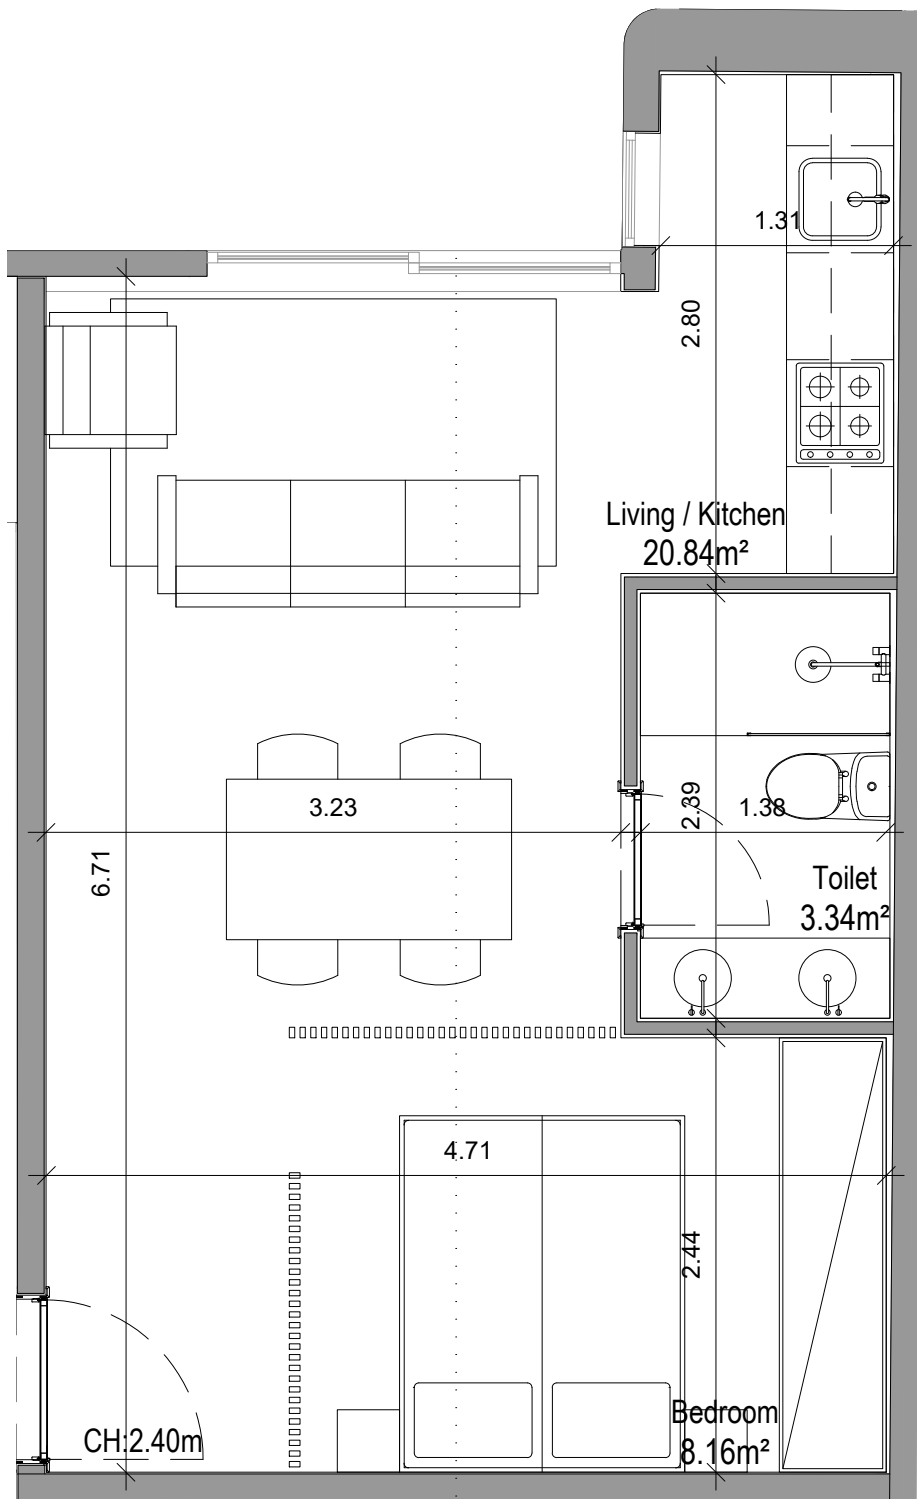 1.31
2.80
Living / Kitchen
20.84m²
3.23
2.39
1.38
6.71
Toilet
3.34m²
4.71
2.44
Bedroom
8.16m²
CH:2.40m